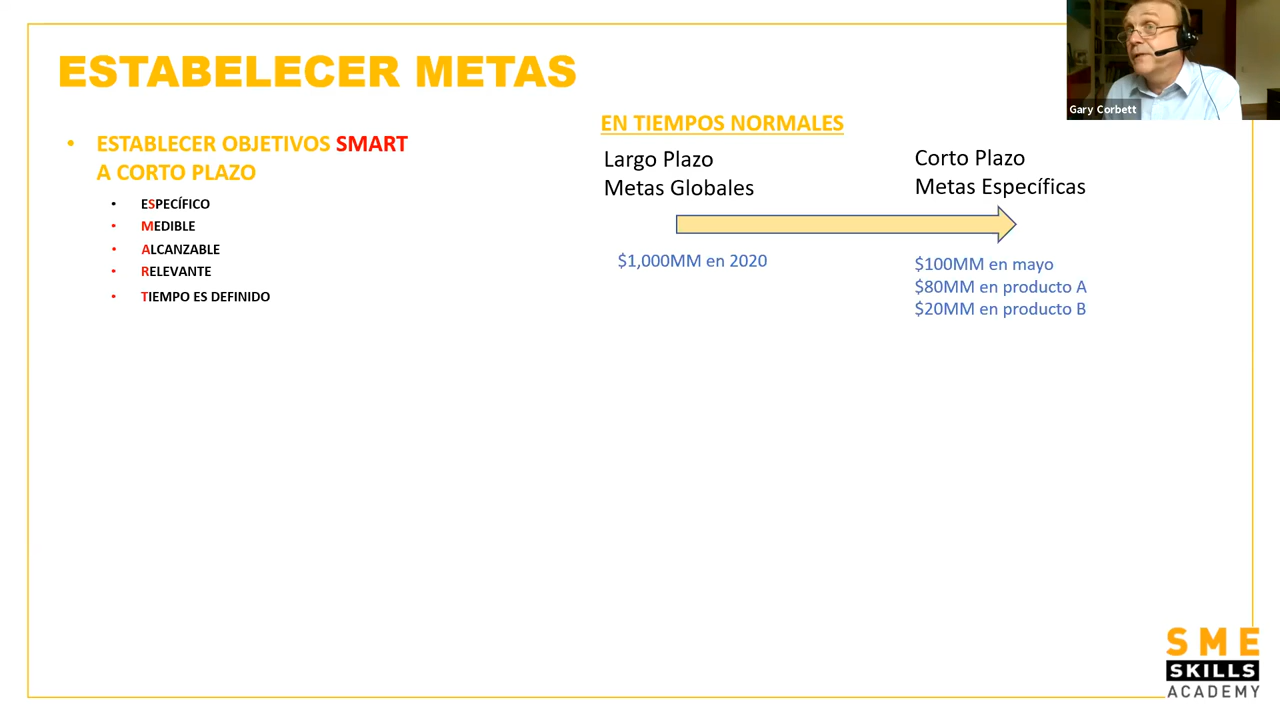 ESTABELECER METAS
• ESTABLECER OBJETIVOS SMART
A CORTO PLAZO
• ESPECÍFICO
• MEDIBLE
• ALCANZABLE
• RELEVANTE
• TIEMPO ES DEFINIDO
EN TIEMPOS NORMALES
Largo Plazo
Metas Globales
$1,000MM en 2020
Corto Plazo
Metas Específicas
$100MM en mayo
$80MM en producto A
$20MM en producto B
Gary Corbett
SME
SKILLS
ACADEMY